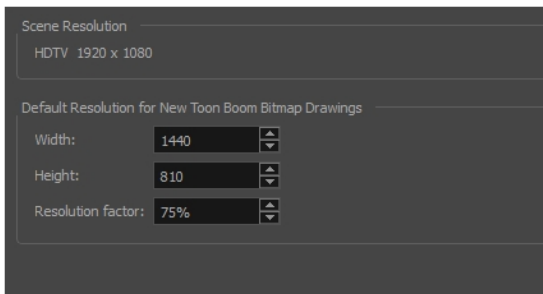 Scene Resolution
HDTV 1920 x 1080
Default Resolution for New Toon Boom Bitmap Drawings
Width: 1440
Height: 810
Resolution factor: 75%